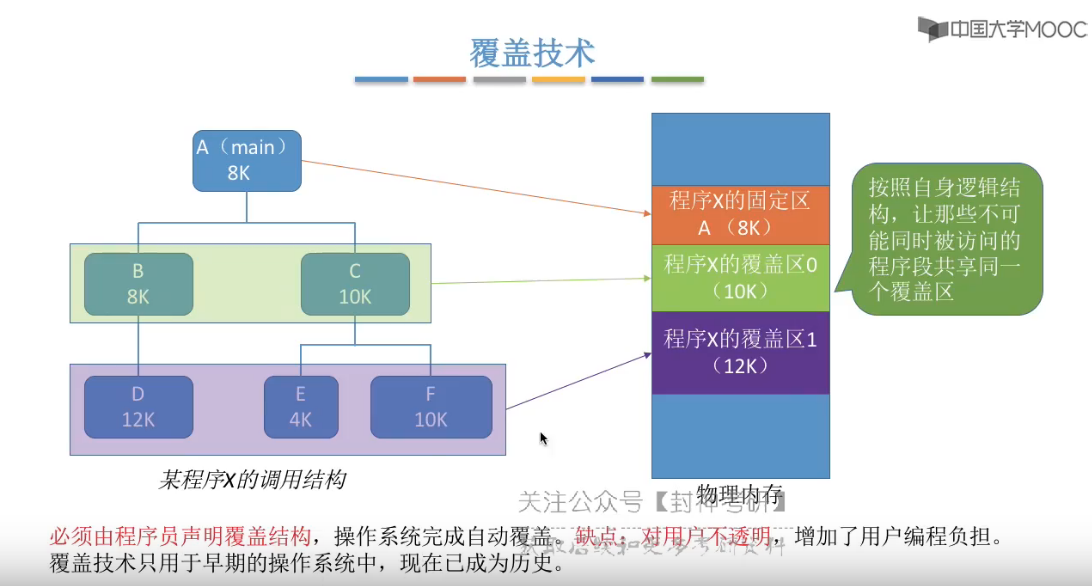 中国大学MOOC
覆盖技术
A（main）
8K
B
8K
C
10K
D
12K
E
4K
F
10K
某程序X的调用结构
程序X的固定区
A （8K）
程序X的覆盖区0
（10K）
程序X的覆盖区1
（12K）
物理内存
按照自身逻辑结
构，让那些不可
能同时被访问的
程序段共享同一
个覆盖区
关注公众号【封神考研】
必须由程序员声明覆盖结构，操作系统完成自动覆盖。缺点：对用户不透明，增加了用户编程负担。
覆盖技术只用于早期的操作系统中，现在已成为历史。